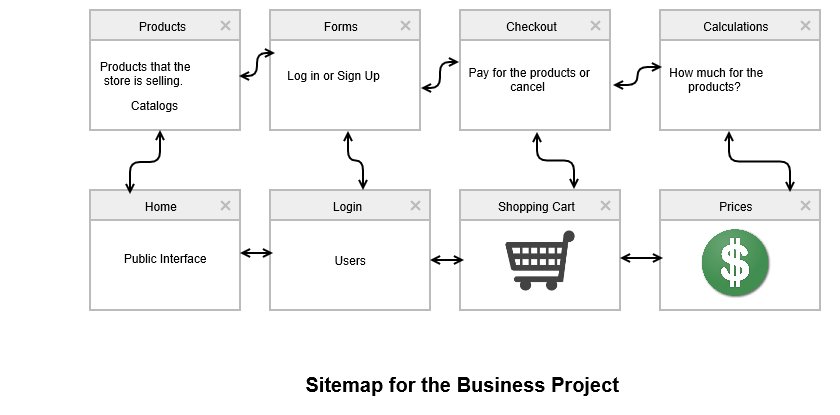 Products
Forms
Checkout
Calculations
Products that the
store is selling.
Catalogs
Log in or Sign Up
Pay for the products or
cancel
How much for the
products?
Home
Login
Shopping Cart
Prices
Public Interface
Users
$
Sitemap for the Business Project